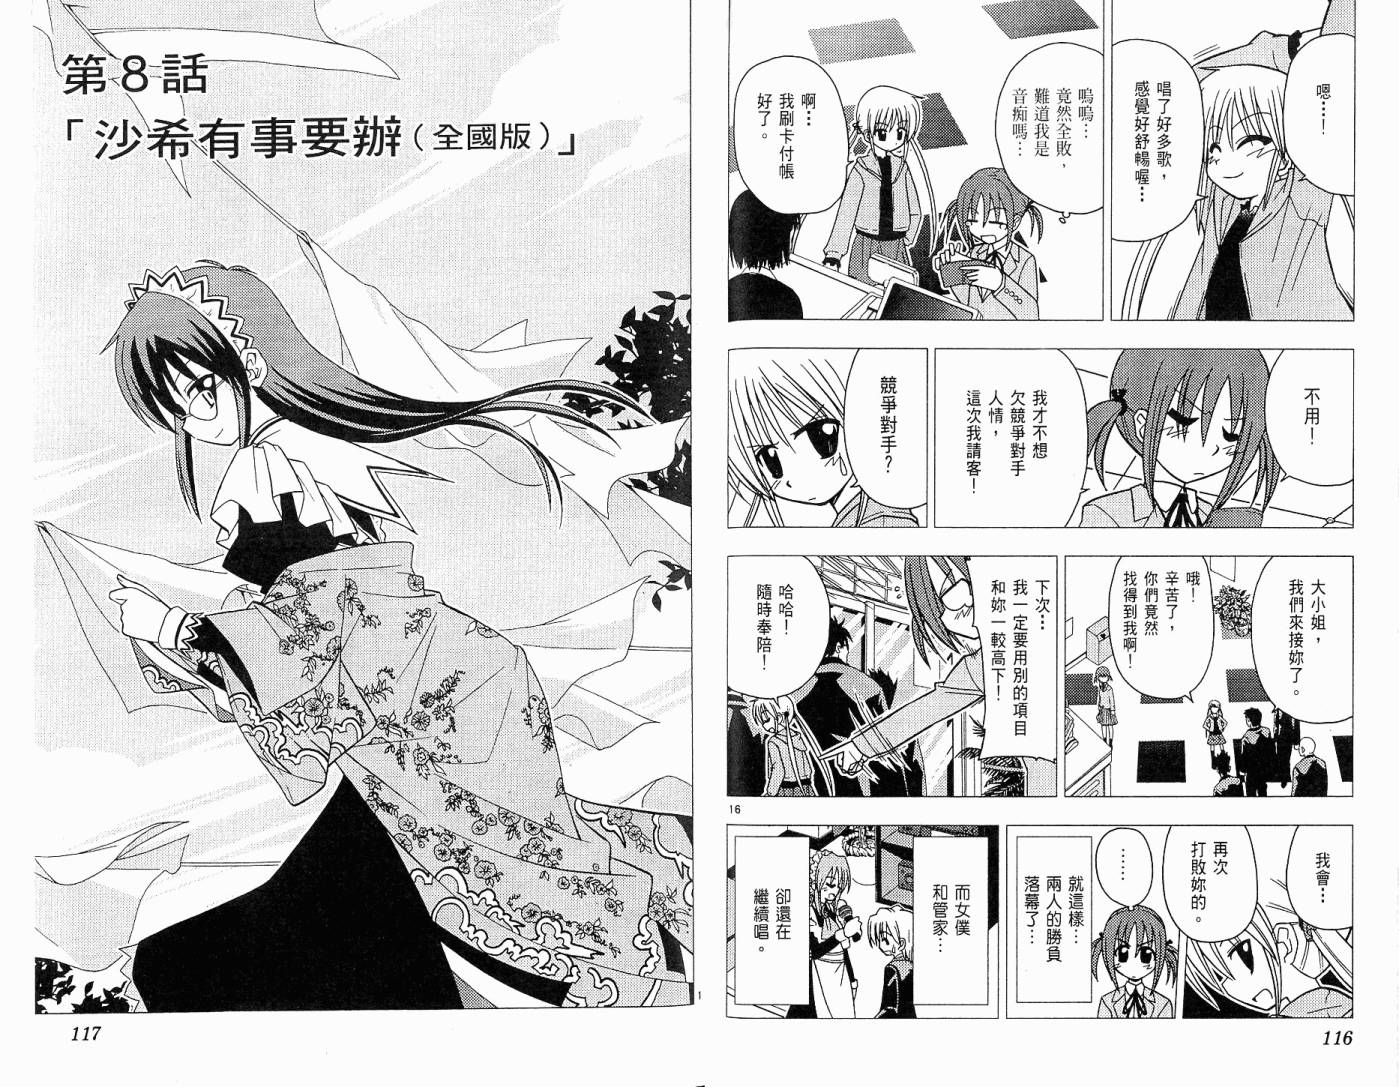 嗯…！
唱了好多歌，
感覺好舒暢喔…
嗚嗚…
竟然全敗，
難道我是
音痴嗎…
啊…
我刷卡付帳
好了。
不用！
我才不想
欠競爭對手
人情，
這次我請客！
競爭對手？
大小姐，
我們來接妳了。
哦！
辛苦了，
你們竟然
找得到我啊！
下次…
我一定要用別的項目
和妳一較高下！
哈哈！
隨時奉陪！
16
我會…
再次
打敗妳的。
……
就這樣…
兩人的勝負
落幕了…
而女僕
和管家…
卻還在
繼續唱。
116
第8話
「沙希有事要辦（全國版）」
1
117